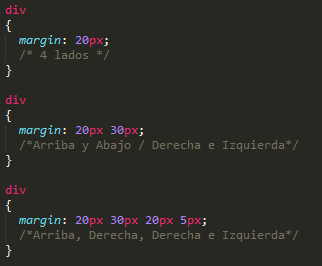 div
{
margin: 20px;
/* 4 lados */
}
div
{
margin: 20px 30px;
/*Arriba y Abajo / Derecha e Izquierda*/
}
div
{
margin: 20px 30px 20px 5px;
/*Arriba, Derecha, Derecha e Izquierda*/
}